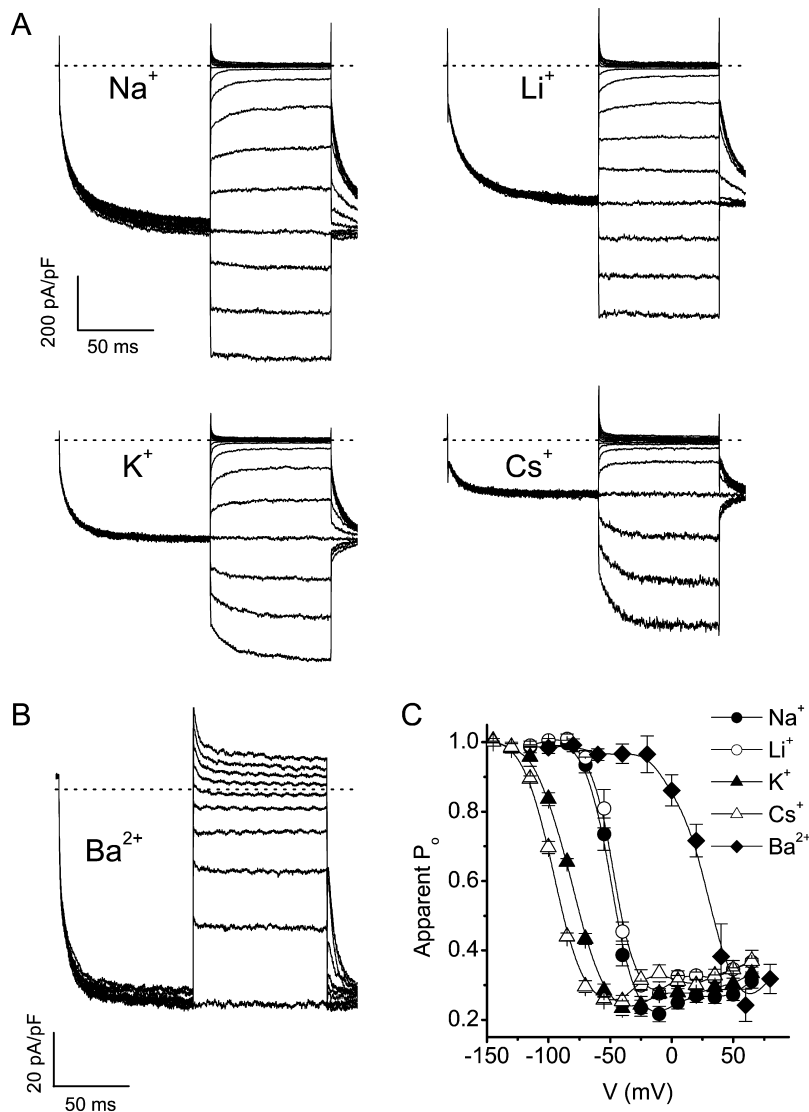 A
Na⁺
Li⁺
200 pA/pF
50 ms
K⁺
Cs⁺
B
Ba²⁺
20 pA/pF
50 ms
C
Na⁺
Li⁺
K⁺
Cs⁺
Ba²⁺
Apparent Pₒ
1.0
0.8
0.6
0.4
0.2
-150 -100 -50 0 50
V (mV)